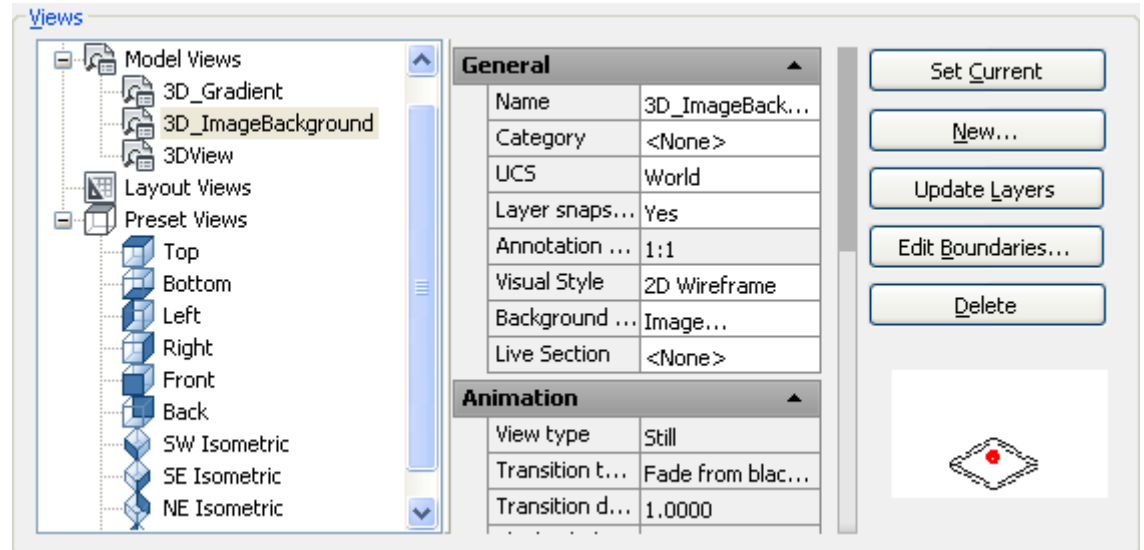 Views
Model Views
3D_Gradient
3D_ImageBackground
3DView
Layout Views
Preset Views
Top
Bottom
Left
Right
Front
Back
SW Isometric
SE Isometric
NE Isometric
General
Name 3D_ImageBack...
Category <None>
UCS World
Layer snaps... Yes
Annotation ... 1:1
Visual Style 2D Wireframe
Background ... Image...
Live Section <None>
Animation
View type Still
Transition t... Fade from blac...
Transition d... 1.0000
Set Current
New...
Update Layers
Edit Boundaries...
Delete